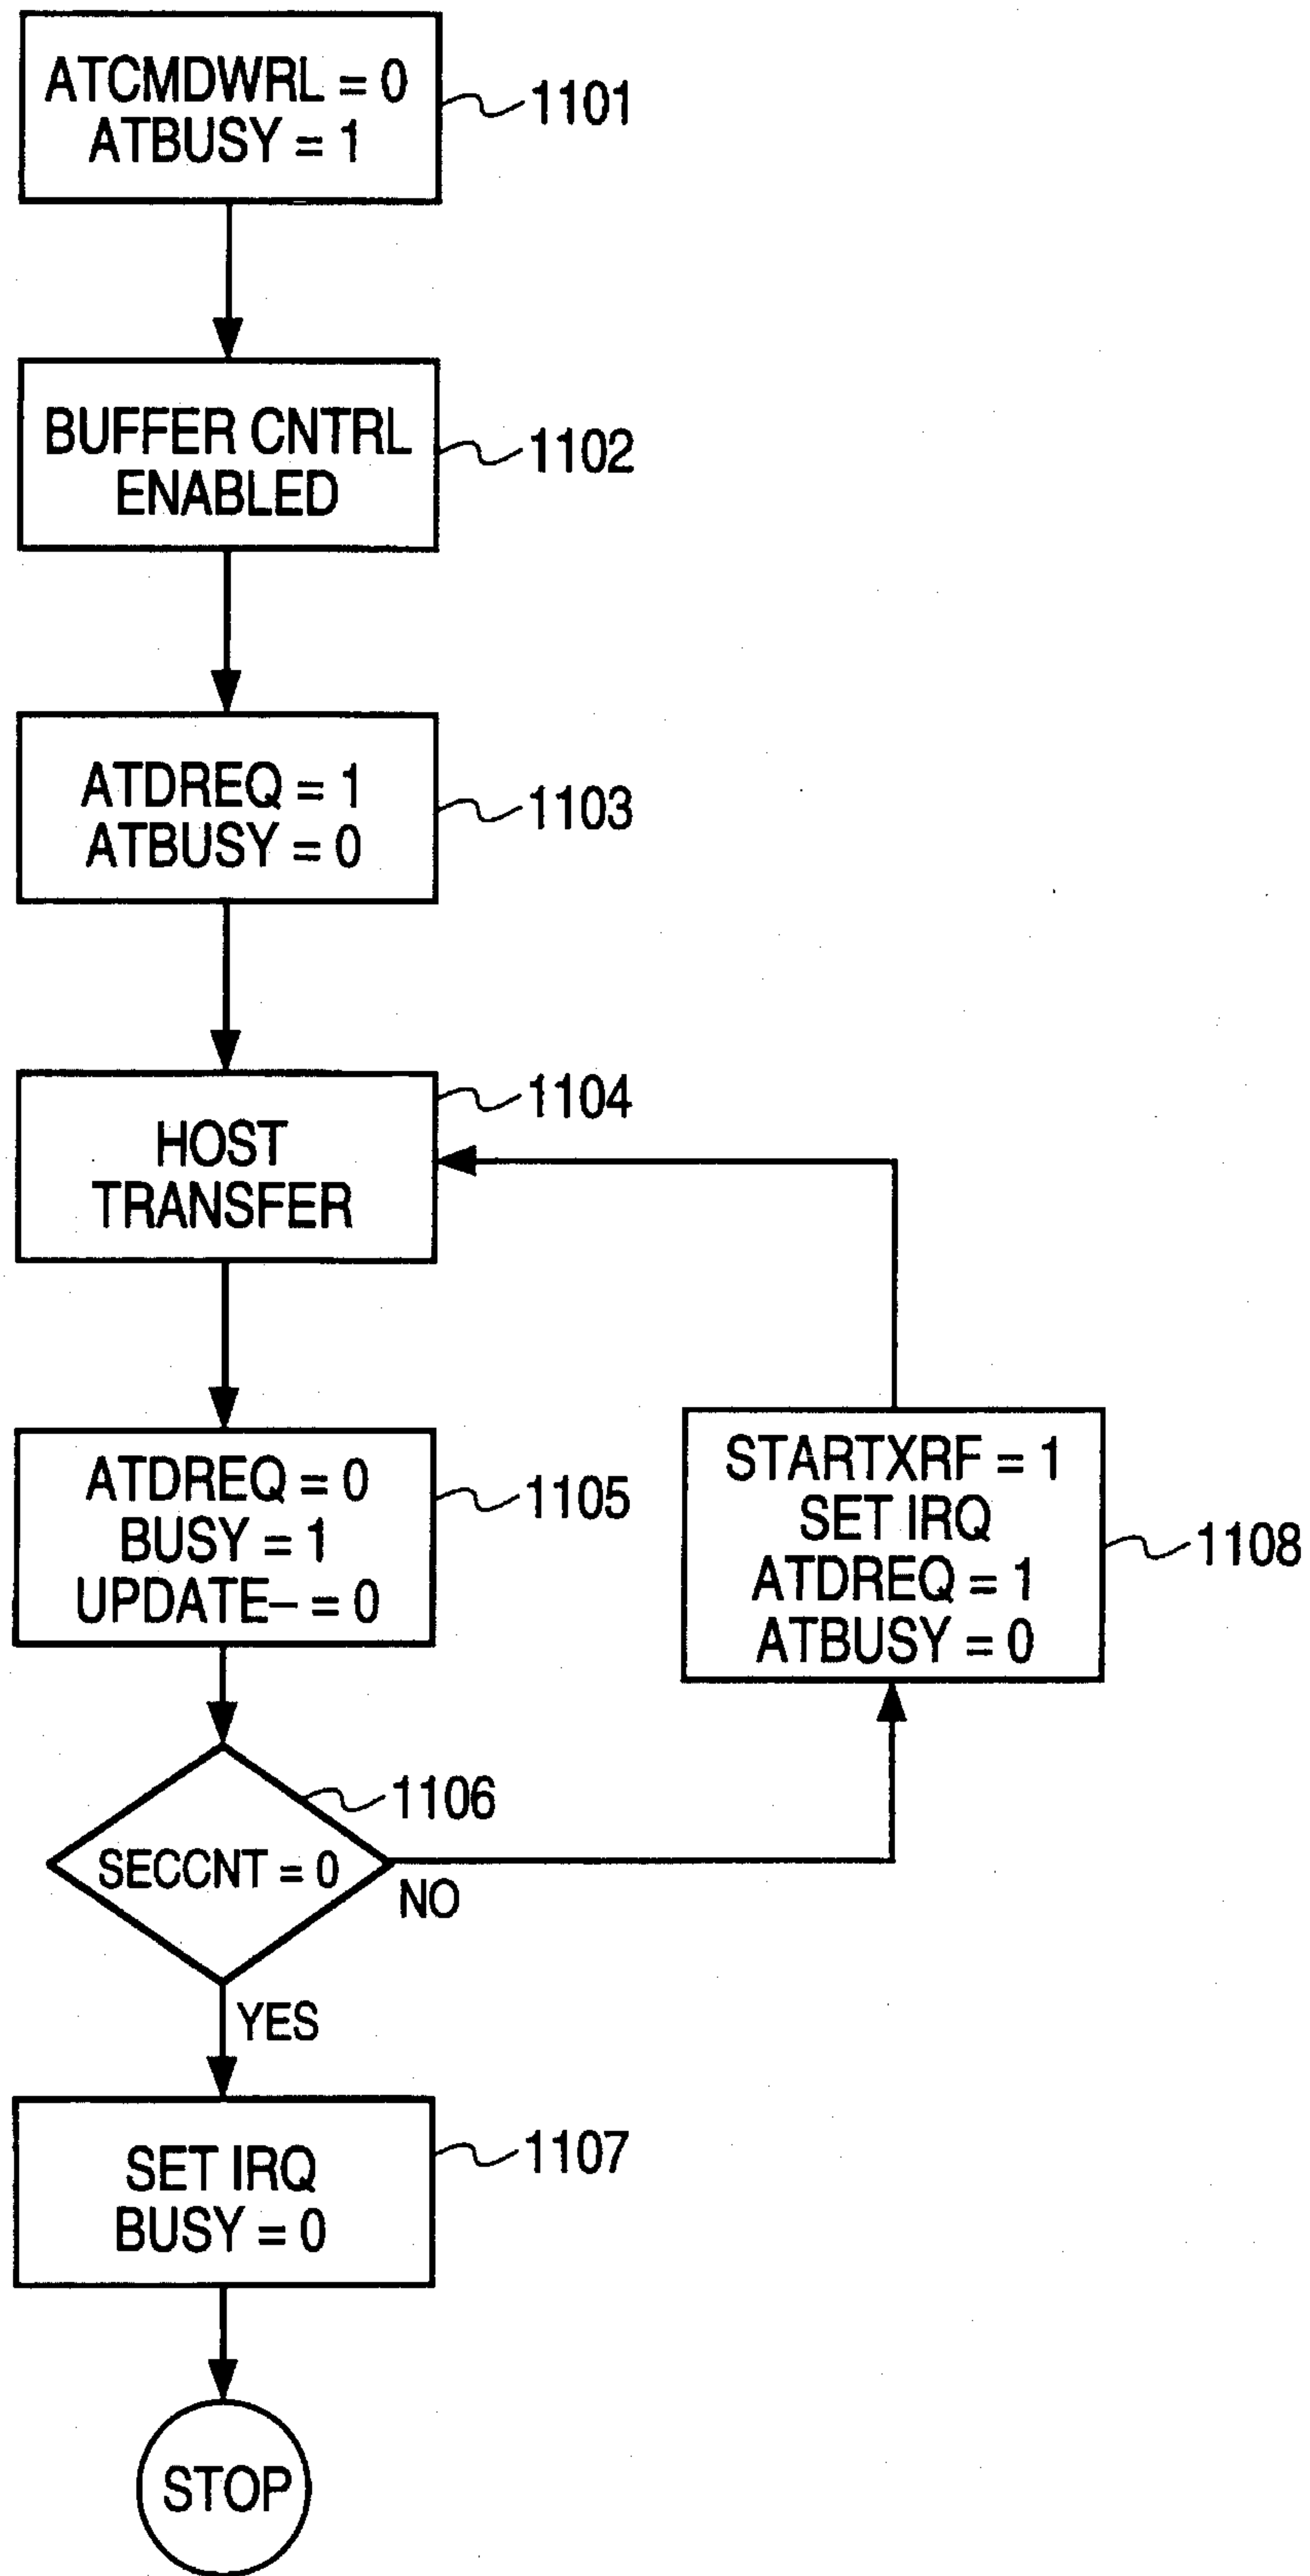 ATCMDWRL = 0
ATBUSY = 1
1101
BUFFER CNTRL
ENABLED
1102
ATDREQ = 1
ATBUSY = 0
1103
HOST
TRANSFER
1104
ATDREQ = 0
BUSY = 1
UPDATE– = 0
1105
STARTXRF = 1
SET IRQ
ATDREQ = 1
ATBUSY = 0
1108
SECCNT = 0
1106
NO
YES
SET IRQ
BUSY = 0
1107
STOP